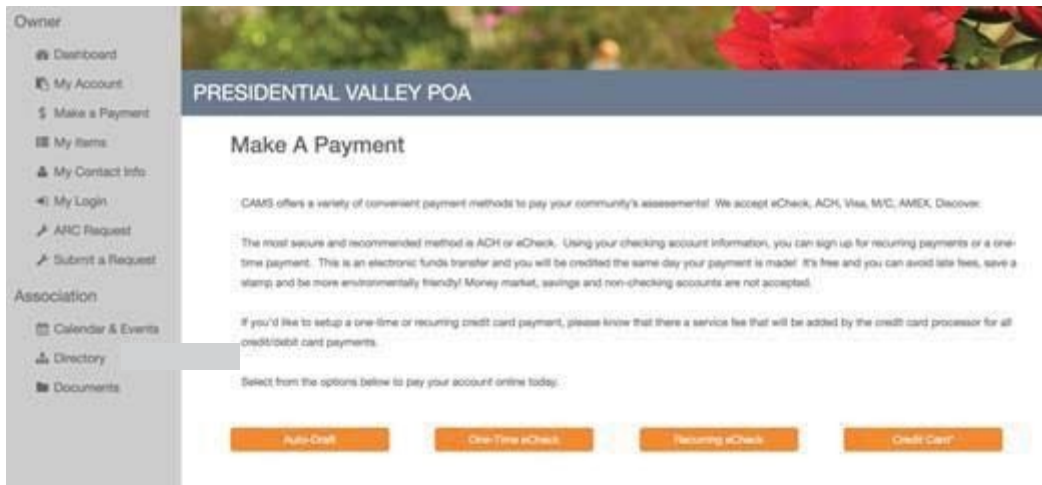 Owner
Dashboard
My Account
$ Make a Payment
My Items
My Contact Info
My Login
ARC Request
Submit a Request
Association
Calendar & Events
Directory
Documents
PRESIDENTIAL VALLEY POA
Make A Payment
CAMS offers a variety of convenient payment methods to pay your community's assessments! We accept eCheck, ACH, Visa, M/C, AMEX, Discover.
The most secure and recommended method is ACH or eCheck. Using your checking account information, you can sign up for recurring payments or a one-
time payment. This is an electronic funds transfer and you will be credited the same day your payment is made! It's free and you can avoid late fees, save a
stamp and be more environmentally friendly! Money market, savings and non-checking accounts are not accepted.
If you'd like to setup a one-time or recurring credit card payment, please know that there a service fee that will be added by the credit card processor for all
credit/debit card payments.
Select from the options below to pay your account online today.
Auto-Draft
One-Time eCheck
Recurring eCheck
Credit Card*